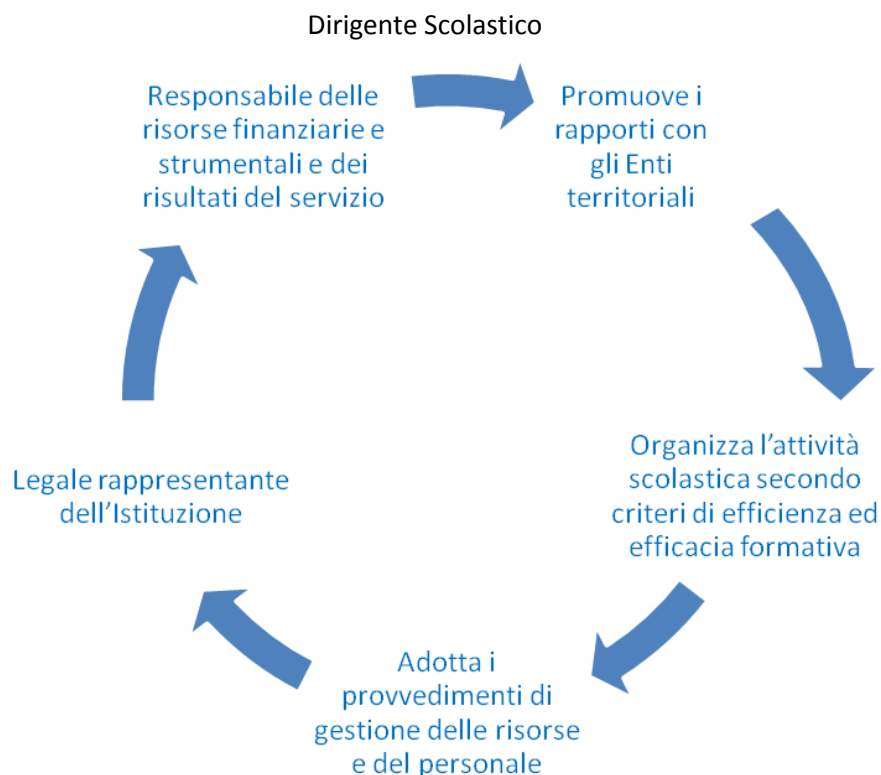 Dirigente Scolastico
Responsabile delle
risorse finanziarie e
strumentali e dei
risultati del servizio
Promuove i
rapporti con
gli Enti
territoriali
Organizza l’attività
scolastica secondo
criteri di efficienza ed
efficacia formativa
Adotta i
provvedimenti di
gestione delle risorse
e del personale
Legale rappresentante
dell’Istituzione